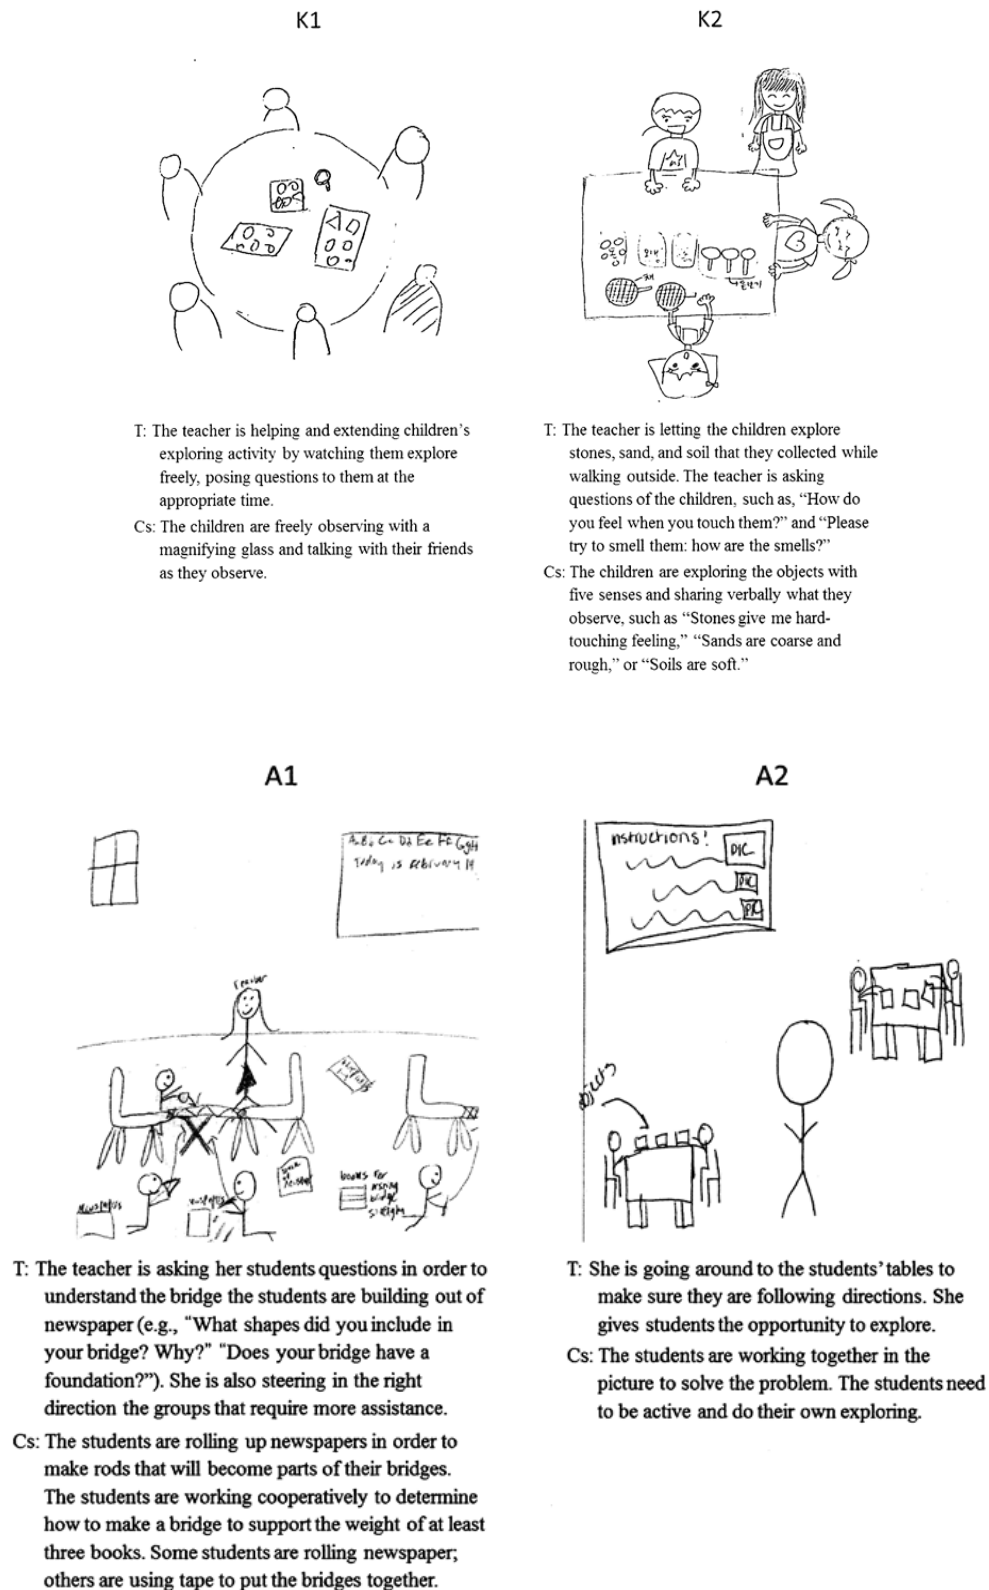 K1
K2
T: The teacher is helping and extending children's
exploring activity by watching them explore
freely, posing questions to them at the
appropriate time.
Cs: The children are freely observing with a
magnifying glass and talking with their friends
as they observe.
T: The teacher is letting the children explore
stones, sand, and soil that they collected while
walking outside. The teacher is asking
questions of the children, such as, “How do
you feel when you touch them?” and “Please
try to smell them: how are the smells?”
Cs: The children are exploring the objects with
five senses and sharing verbally what they
observe, such as “Stones give me hard-
touching feeling,” “Sands are coarse and
rough,” or “Soils are soft.”
A1
A2
Aa Bb Cc Dd Ee Ff Gg Hh
Today is February 19
Teacher
newspapers
books for
bridge
instructions!
PIC
PIC
PIC
objects
T: The teacher is asking her students questions in order to
understand the bridge the students are building out of
newspaper (e.g., “What shapes did you include in
your bridge? Why?” “Does your bridge have a
foundation?”). She is also steering in the right
direction the groups that require more assistance.
Cs: The students are rolling up newspapers in order to
make rods that will become parts of their bridges.
The students are working cooperatively to determine
how to make a bridge to support the weight of at least
three books. Some students are rolling newspaper;
others are using tape to put the bridges together.
T: She is going around to the students’ tables to
make sure they are following directions. She
gives students the opportunity to explore.
Cs: The students are working together in the
picture to solve the problem. The students need
to be active and do their own exploring.